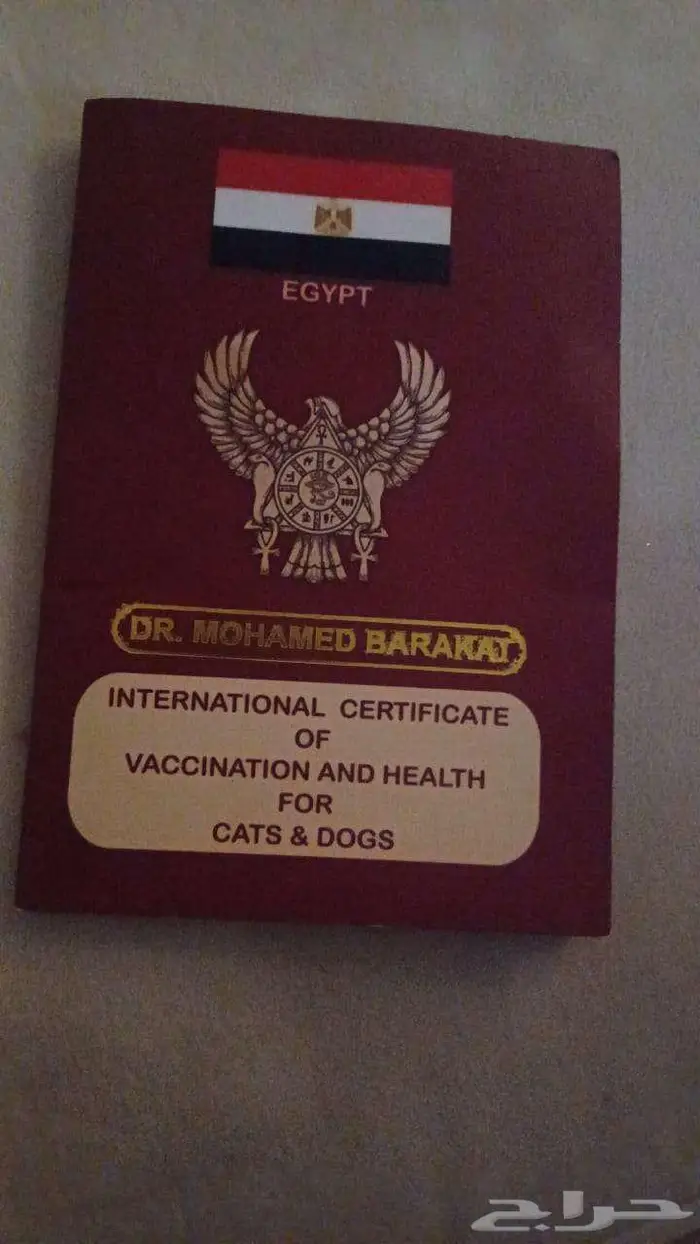 EGYPT
DR. MOHAMED BARAKAT
INTERNATIONAL CERTIFICATE
OF
VACCINATION AND HEALTH
FOR
CATS & DOGS
حراج